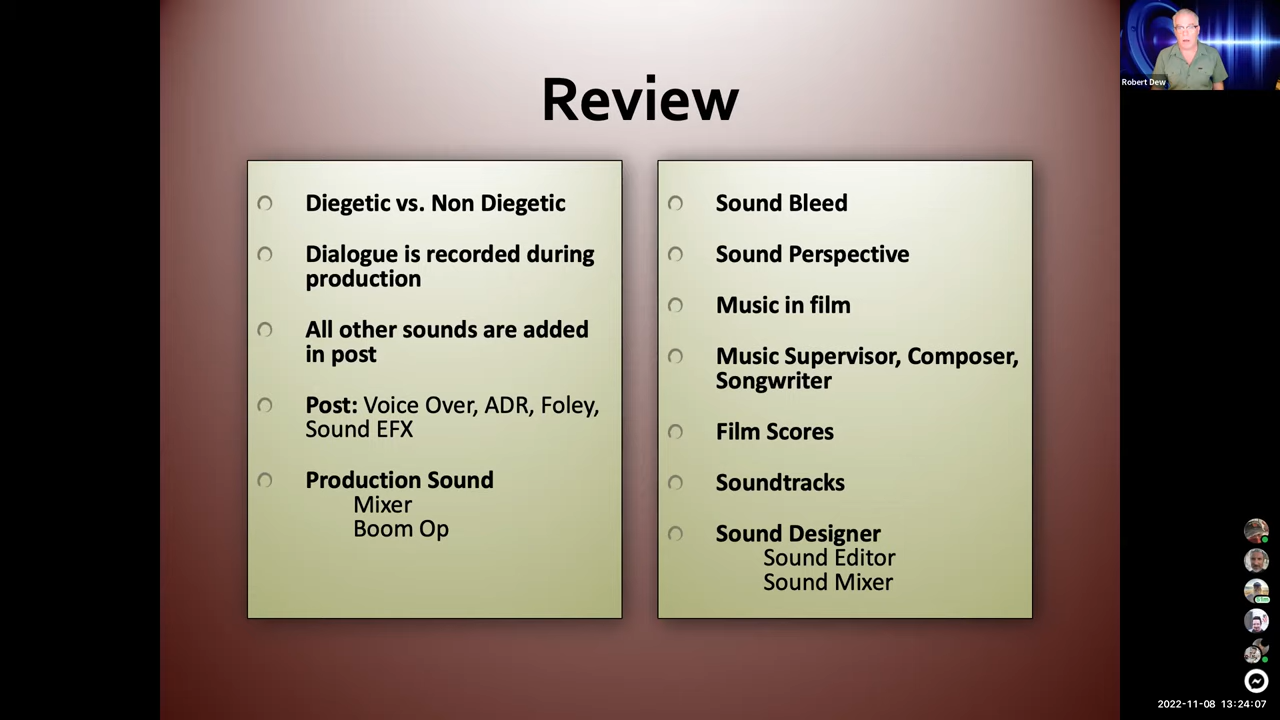 Review
Diegetic vs. Non Diegetic
Dialogue is recorded during
production
All other sounds are added
in post
Post: Voice Over, ADR, Foley,
Sound EFX
Production Sound
Mixer
Boom Op
Sound Bleed
Sound Perspective
Music in film
Music Supervisor, Composer,
Songwriter
Film Scores
Soundtracks
Sound Designer
Sound Editor
Sound Mixer
Robert Dew
2022-11-08 13:24:07